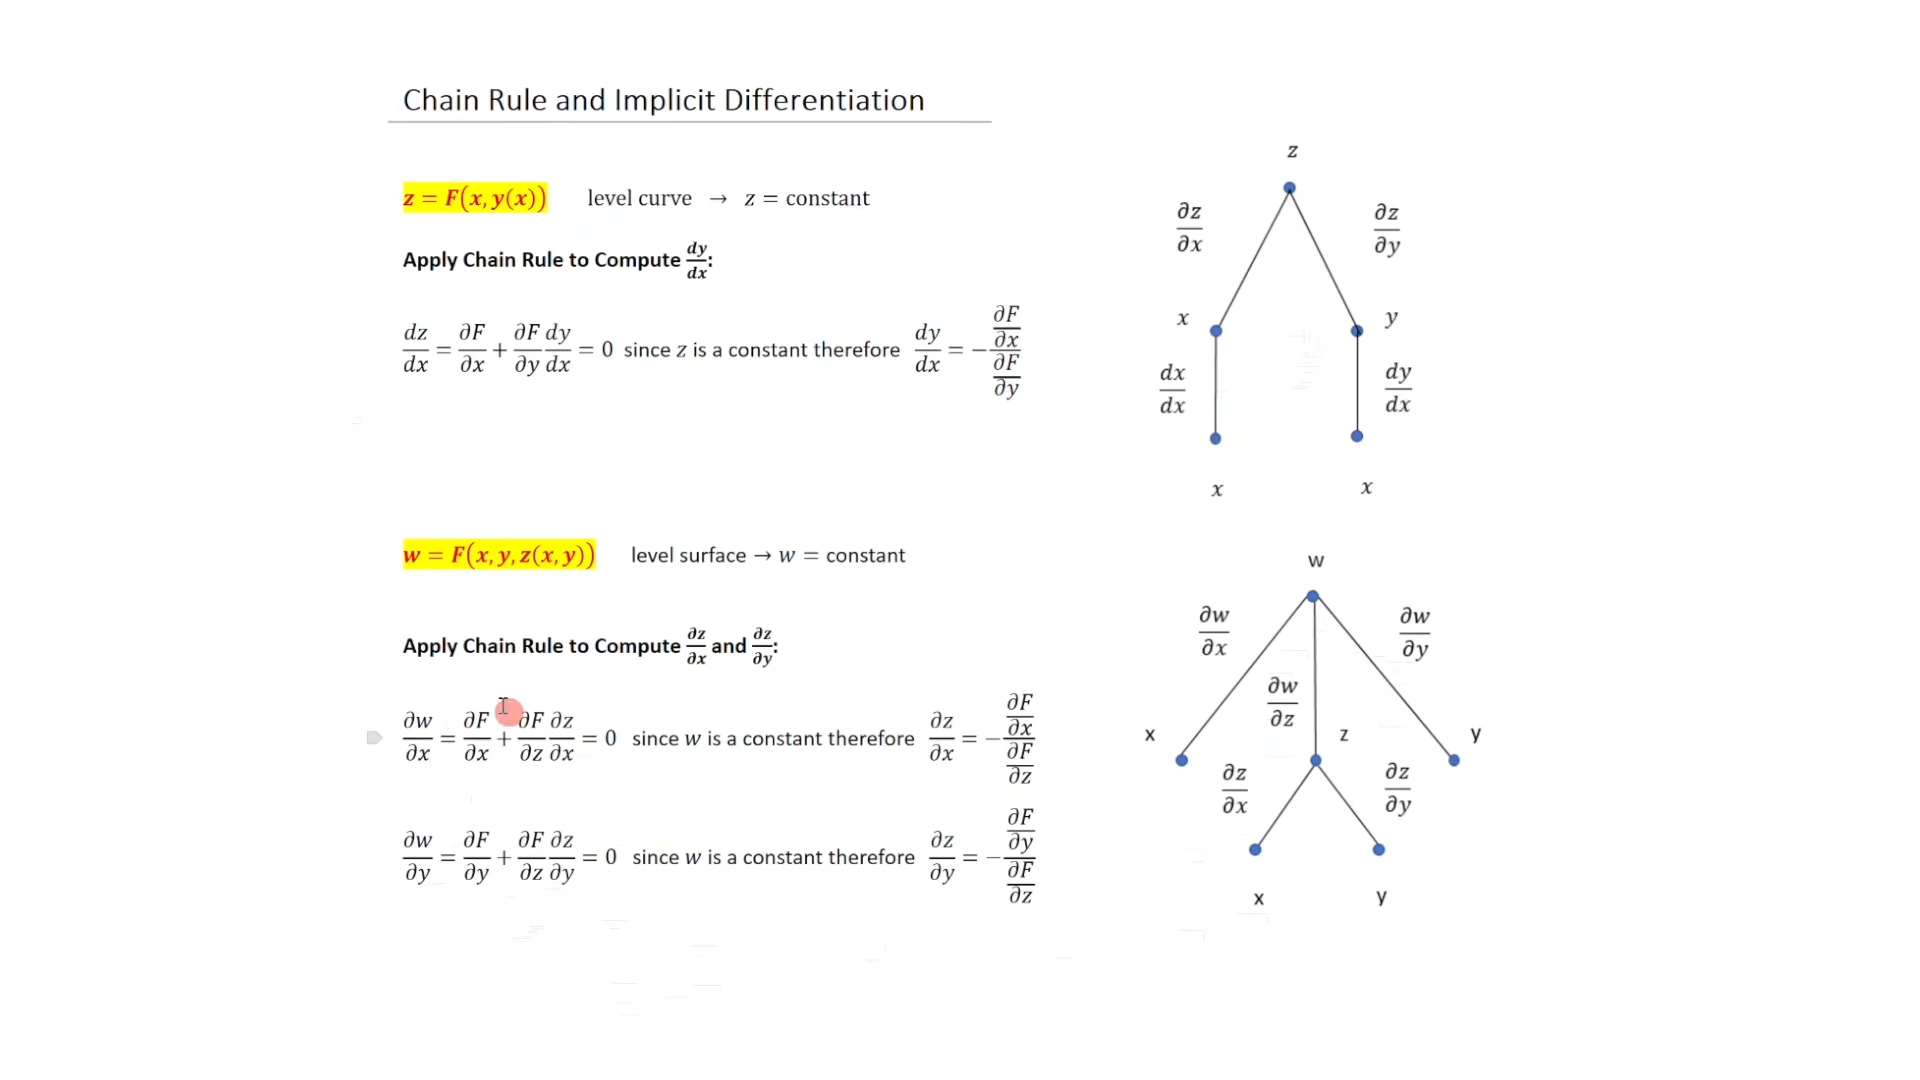 Chain Rule and Implicit Differentiation
z = F(x, y(x)) level curve → z = constant
Apply Chain Rule to Compute dy/dx:
dz/dx = ∂F/∂x + ∂F/∂y dy/dx = 0 since z is a constant therefore dy/dx = − (∂F/∂x)/(∂F/∂y)
w = F(x, y, z(x, y)) level surface → w = constant
Apply Chain Rule to Compute ∂z/∂x and ∂z/∂y:
∂w/∂x = ∂F/∂x + ∂F/∂z ∂z/∂x = 0 since w is a constant therefore ∂z/∂x = − (∂F/∂x)/(∂F/∂z)
∂w/∂y = ∂F/∂y + ∂F/∂z ∂z/∂y = 0 since w is a constant therefore ∂z/∂y = − (∂F/∂y)/(∂F/∂z)
z
∂z/∂x ∂z/∂y
x y
dx/dx dy/dx
x x
w
∂w/∂x ∂w/∂y
∂w/∂z
x z y
∂z/∂x ∂z/∂y
x y